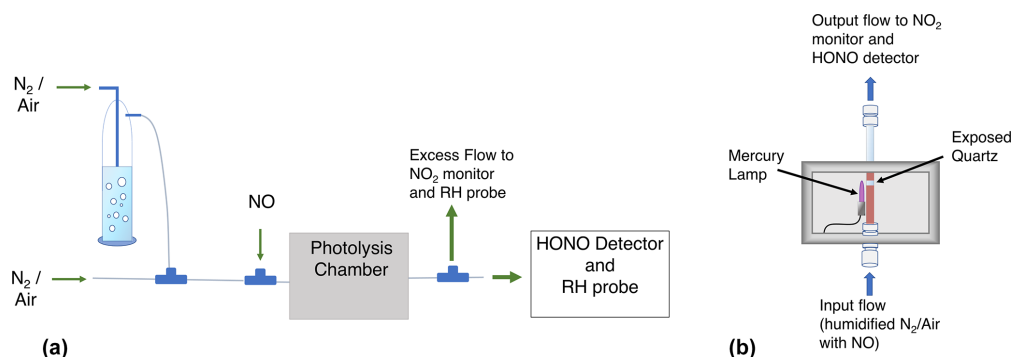 N₂ /
Air
NO
N₂ /
Air
Photolysis
Chamber
Excess Flow to
NO₂ monitor
and RH probe
HONO Detector
and
RH probe
(a)
(b)
Output flow to NO₂
monitor and
HONO detector
Mercury
Lamp
Exposed
Quartz
Input flow
(humidified N₂/Air
with NO)